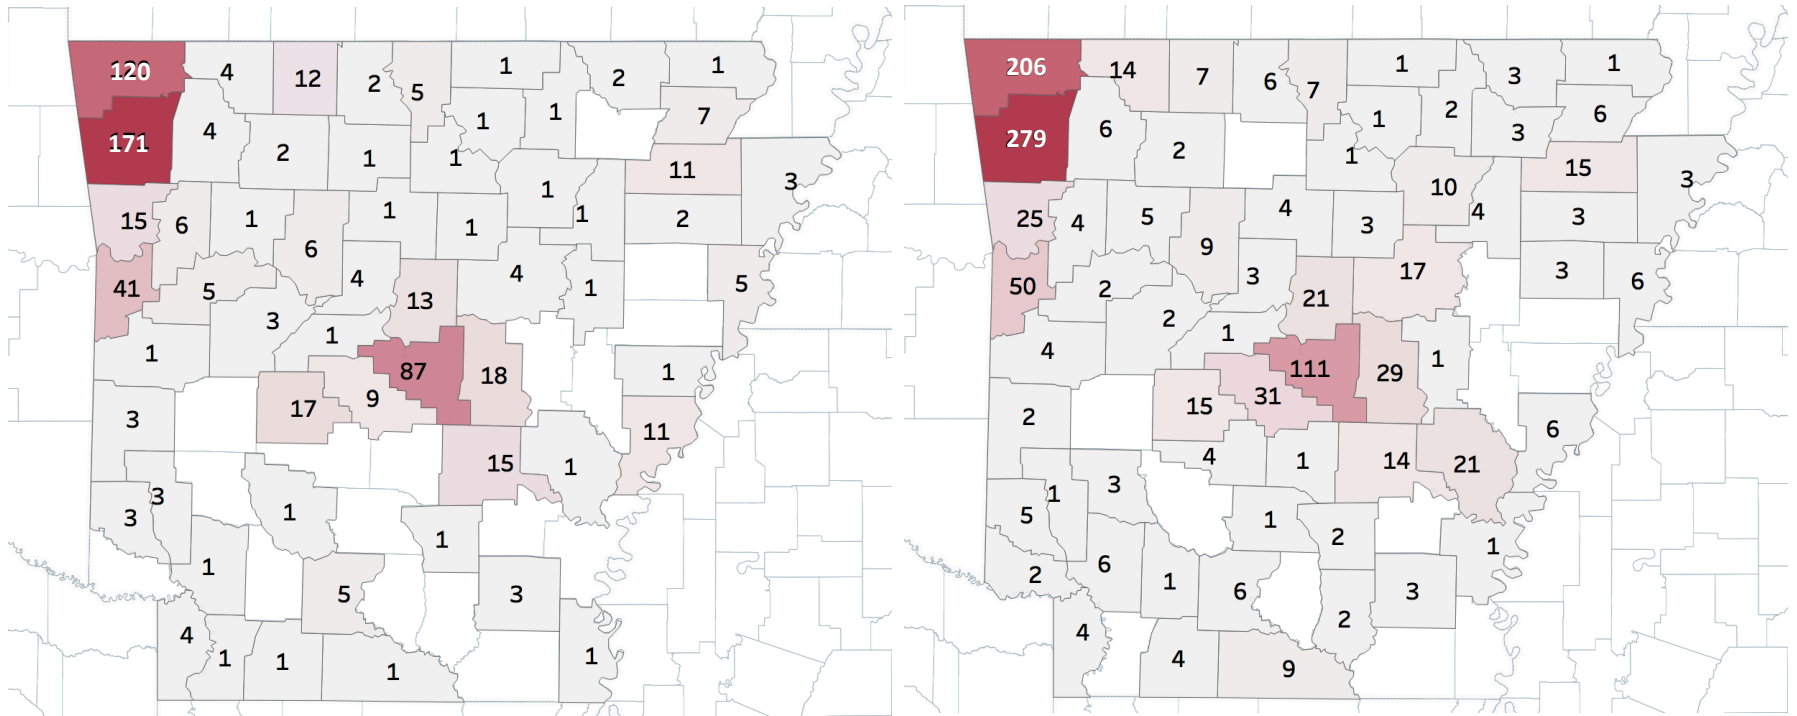 120 4 12 2 5 1 2 1
171 4 2 1 1 1 1 7
15 6 1 6 1 1 1 1 11 3
2
41 5 3 4 13 4 1 5
1 1 87 18 1
3 17 9 11
15 1
3 3 1 1
1 5 3
4 1 1 1 1
206 14 7 6 7 1 3 1
279 6 2 1 1 2 3 6
25 4 5 9 4 3 10 4 15 3
3
50 2 2 3 21 17 3 6
4 1 111 29 1
2 15 31 6
4 1 14 21
5 1 3 1 2 1
2 6 1 6 2 3
4 4 9